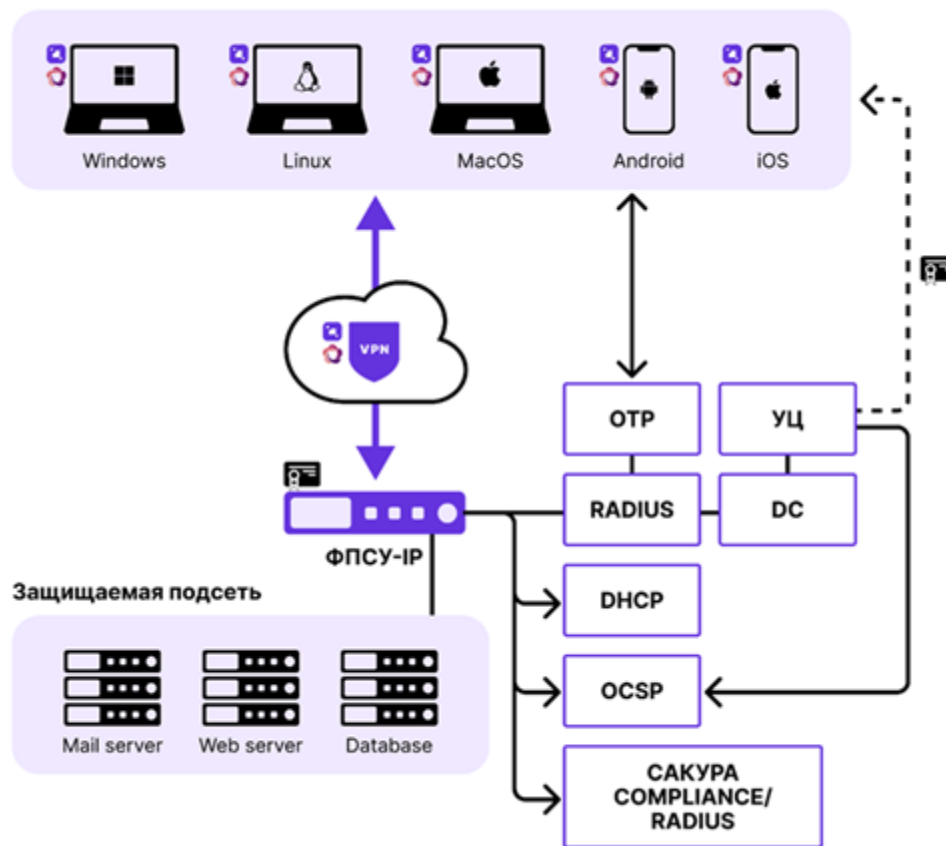 Windows
Linux
MacOS
Android
iOS
VPN
OTP
УЦ
RADIUS
DC
ФПСУ-IP
DHCP
Защищаемая подсеть
OCSP
Mail server
Web server
Database
САКУРА
COMPLIANCE/
RADIUS